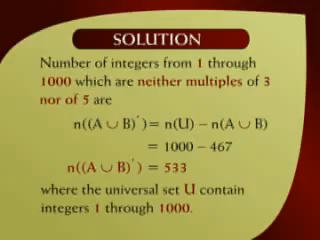 SOLUTION
Number of integers from 1 through
1000 which are neither multiples of 3
nor of 5 are
n((A ∪ B)') = n(U) – n(A ∪ B)
= 1000 – 467
n((A ∪ B)') = 533
where the universal set U contain
integers 1 through 1000.